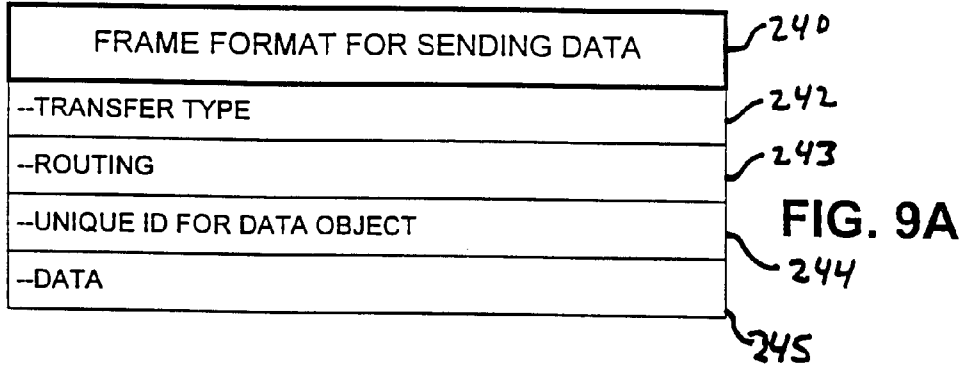 FRAME FORMAT FOR SENDING DATA 240
--TRANSFER TYPE 242
--ROUTING 243
--UNIQUE ID FOR DATA OBJECT 244
--DATA 245
FIG. 9A